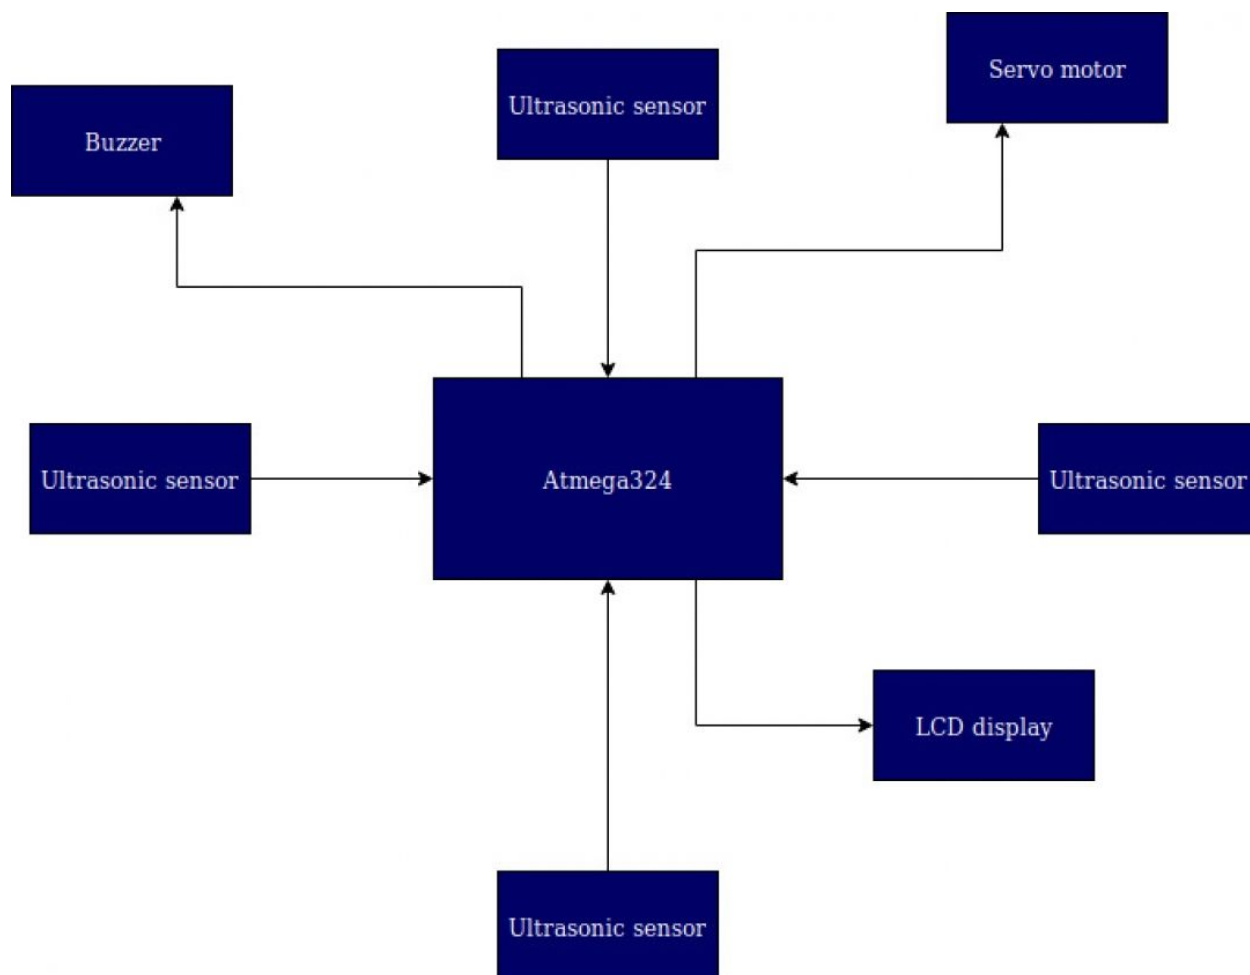 Servo motor
Ultrasonic sensor
Buzzer
Ultrasonic sensor
Atmega324
Ultrasonic sensor
LCD display
Ultrasonic sensor